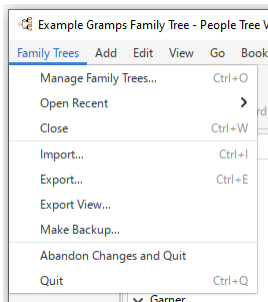 Example Gramps Family Tree - People Tree V
Family Trees Add Edit View Go Book
Manage Family Trees... Ctrl+O
Open Recent
Close Ctrl+W
Import... Ctrl+I
Export... Ctrl+E
Export View...
Make Backup...
Abandon Changes and Quit
Quit Ctrl+Q
Garner